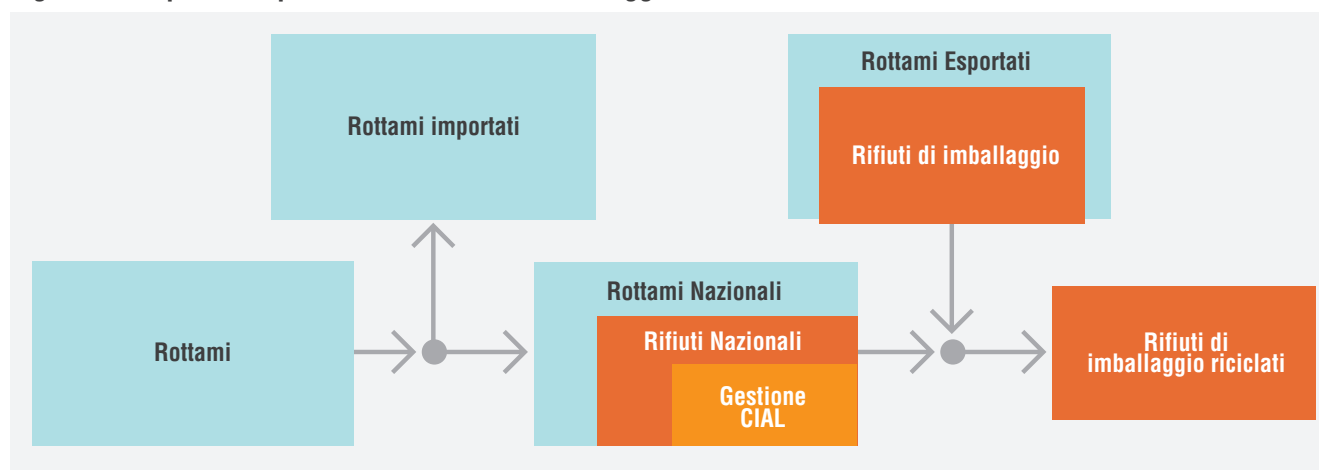 Rottami Esportati
Rottami importati
Rifiuti di imballaggio
Rottami Nazionali
Rottami
Rifiuti Nazionali
Rifiuti di
imballaggio riciclati
Gestione
CIAL